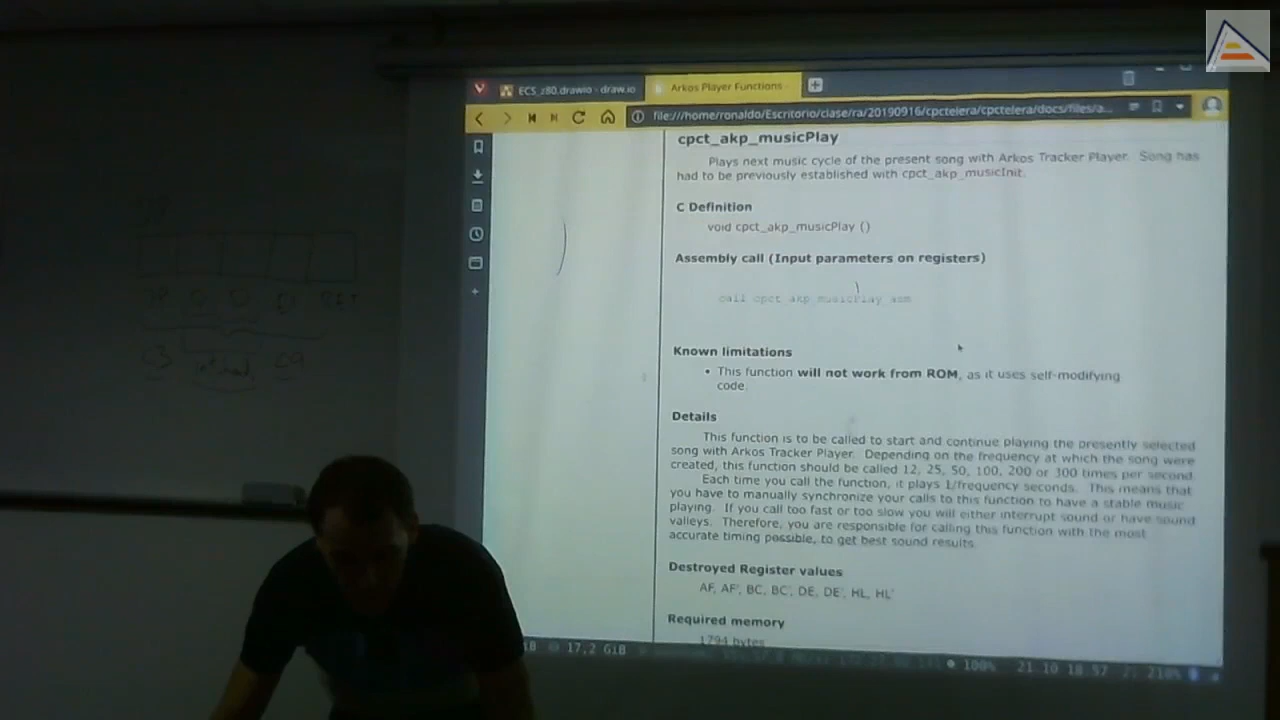 ECS_z80.drawio - draw.io
Arkos Player Functions
file:///home/ronaldo/Escritorio/clase/ra/20190916/cpctelera/cpctelera/docs/files/a...
cpct_akp_musicPlay
Plays next music cycle of the present song with Arkos Tracker Player. Song has
had to be previously established with cpct_akp_musicInit.
C Definition
void cpct_akp_musicPlay ()
Assembly call (Input parameters on registers)
call cpct_akp_musicPlay_asm
Known limitations
• This function will not work from ROM, as it uses self-modifying
code.
Details
This function is to be called to start and continue playing the presently selected
song with Arkos Tracker Player. Depending on the frequency at which the song were
created, this function should be called 12, 25, 50, 100, 200 or 300 times per second.
Each time you call the function, it plays 1/frequency seconds. This means that
you have to manually synchronize your calls to this function to have a stable music
playing. If you call too fast or too slow you will either interrupt sound or have sound
valleys. Therefore, you are responsible for calling this function with the most
accurate timing possible, to get best sound results.
Destroyed Register values
AF, AF', BC, BC', DE, DE', HL, HL'
Required memory
1794 bytes
17,2 GiB
100%
21.10 18:57
210%
C3
C9